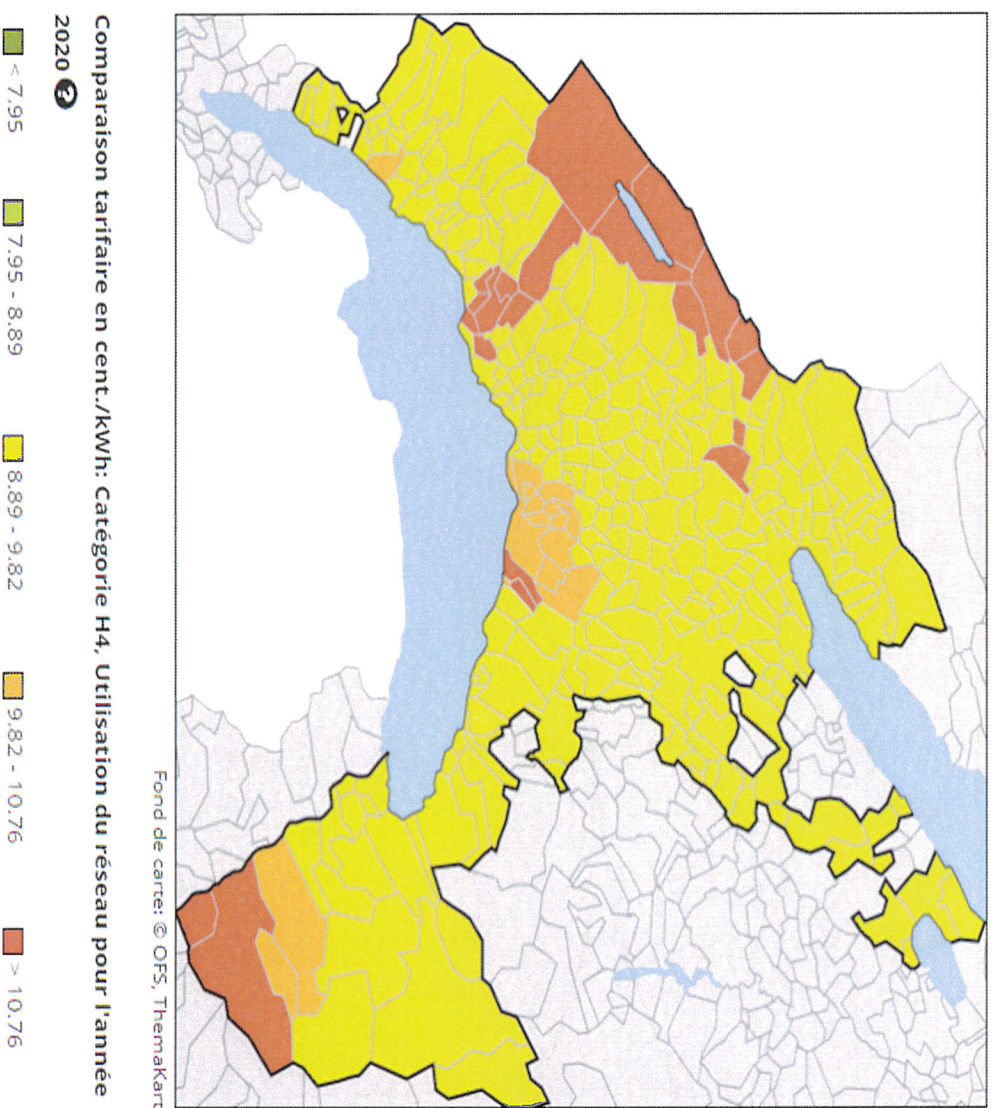 Fond de carte: © OFS, ThemaKart
Comparaison tarifaire en cent./kWh: Catégorie H4, Utilisation du réseau pour l'année
2020 ?
< 7.95 7.95 - 8.89 8.89 - 9.82 9.82 - 10.76 > 10.76